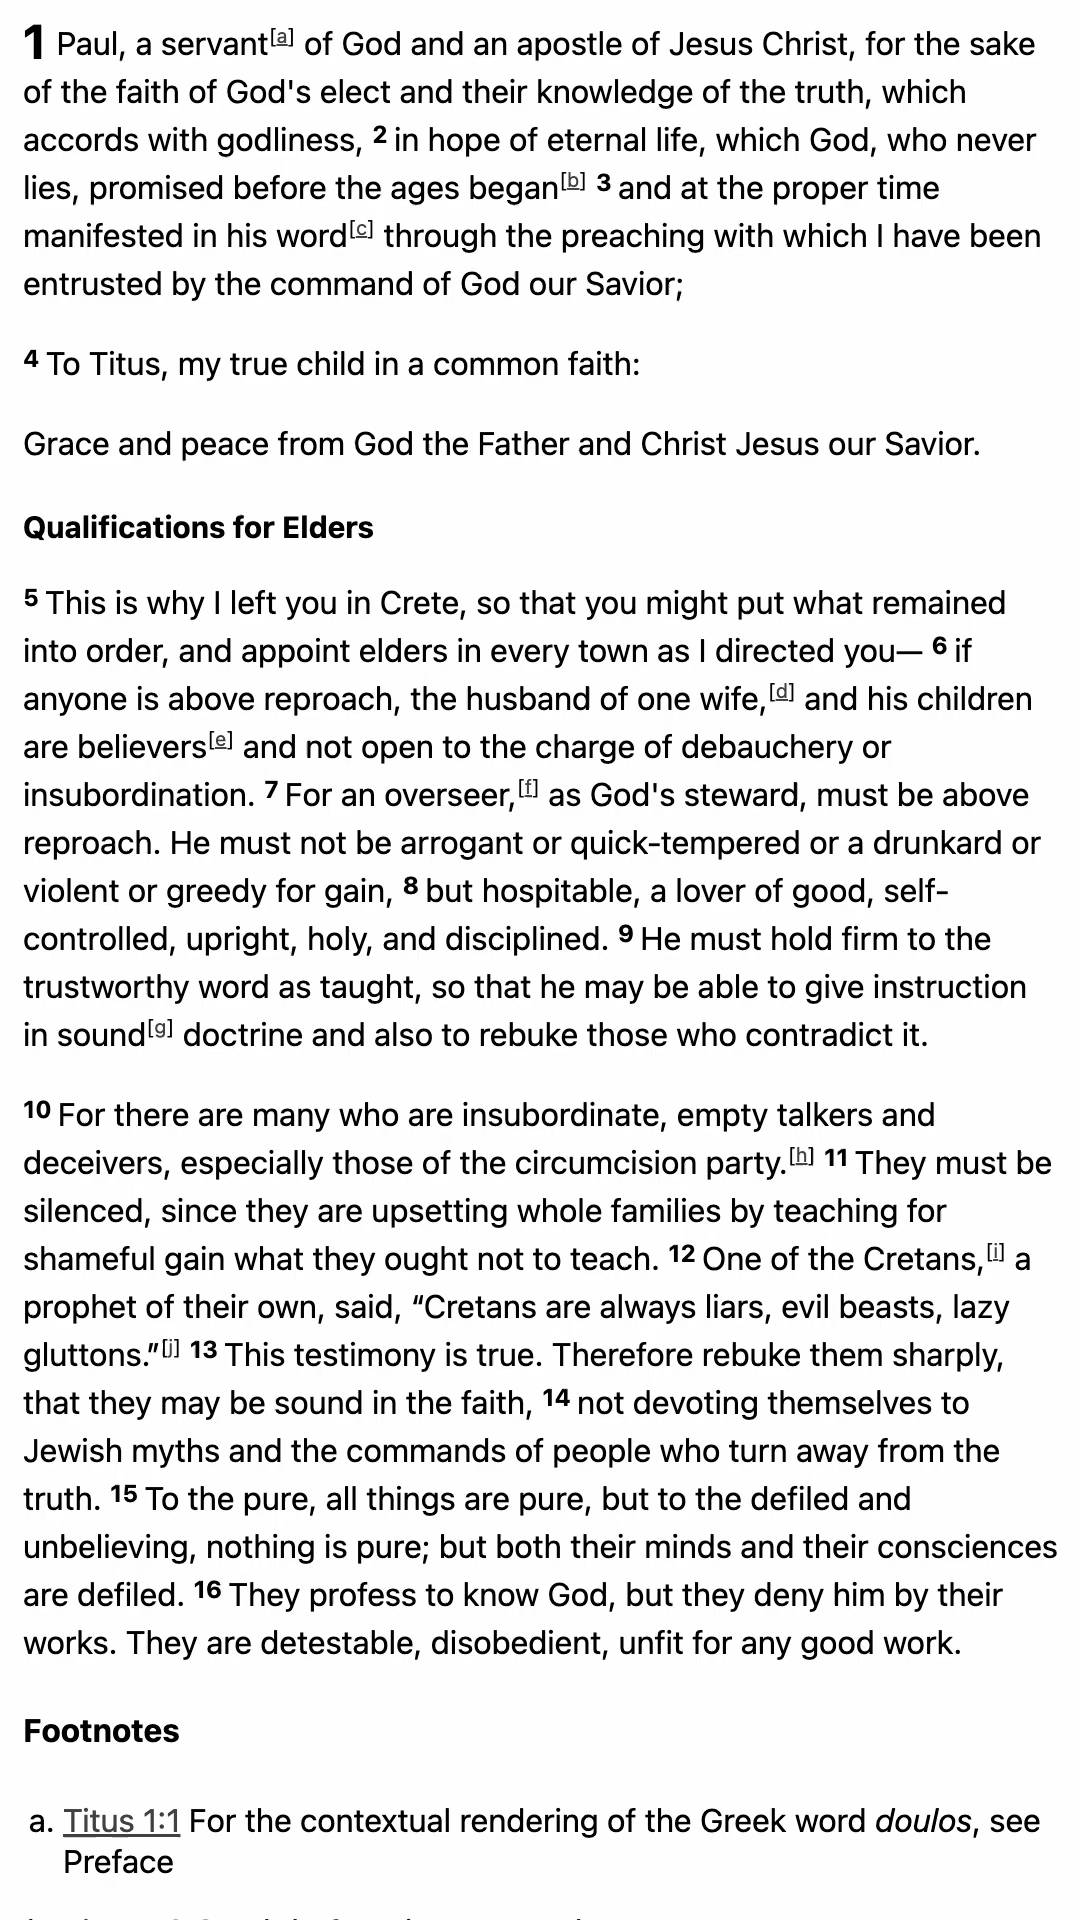 1 Paul, a servant[a] of God and an apostle of Jesus Christ, for the sake
of the faith of God's elect and their knowledge of the truth, which
accords with godliness, 2 in hope of eternal life, which God, who never
lies, promised before the ages began[b] 3 and at the proper time
manifested in his word[c] through the preaching with which I have been
entrusted by the command of God our Savior;
4 To Titus, my true child in a common faith:
Grace and peace from God the Father and Christ Jesus our Savior.
Qualifications for Elders
5 This is why I left you in Crete, so that you might put what remained
into order, and appoint elders in every town as I directed you— 6 if
anyone is above reproach, the husband of one wife,[d] and his children
are believers[e] and not open to the charge of debauchery or
insubordination. 7 For an overseer,[f] as God's steward, must be above
reproach. He must not be arrogant or quick-tempered or a drunkard or
violent or greedy for gain, 8 but hospitable, a lover of good, self-
controlled, upright, holy, and disciplined. 9 He must hold firm to the
trustworthy word as taught, so that he may be able to give instruction
in sound[g] doctrine and also to rebuke those who contradict it.
10 For there are many who are insubordinate, empty talkers and
deceivers, especially those of the circumcision party.[h] 11 They must be
silenced, since they are upsetting whole families by teaching for
shameful gain what they ought not to teach. 12 One of the Cretans,[i] a
prophet of their own, said, “Cretans are always liars, evil beasts, lazy
gluttons.”[j] 13 This testimony is true. Therefore rebuke them sharply,
that they may be sound in the faith, 14 not devoting themselves to
Jewish myths and the commands of people who turn away from the
truth. 15 To the pure, all things are pure, but to the defiled and
unbelieving, nothing is pure; but both their minds and their consciences
are defiled. 16 They profess to know God, but they deny him by their
works. They are detestable, disobedient, unfit for any good work.
Footnotes
a. Titus 1:1 For the contextual rendering of the Greek word doulos, see
Preface